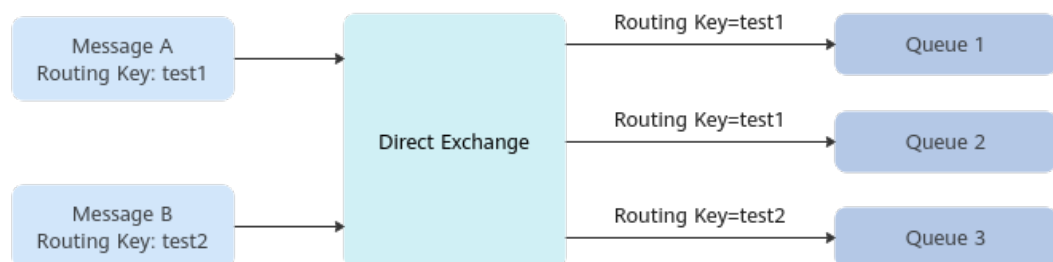 Message A
Routing Key: test1
Message B
Routing Key: test2
Direct Exchange
Routing Key=test1
Routing Key=test1
Routing Key=test2
Queue 1
Queue 2
Queue 3